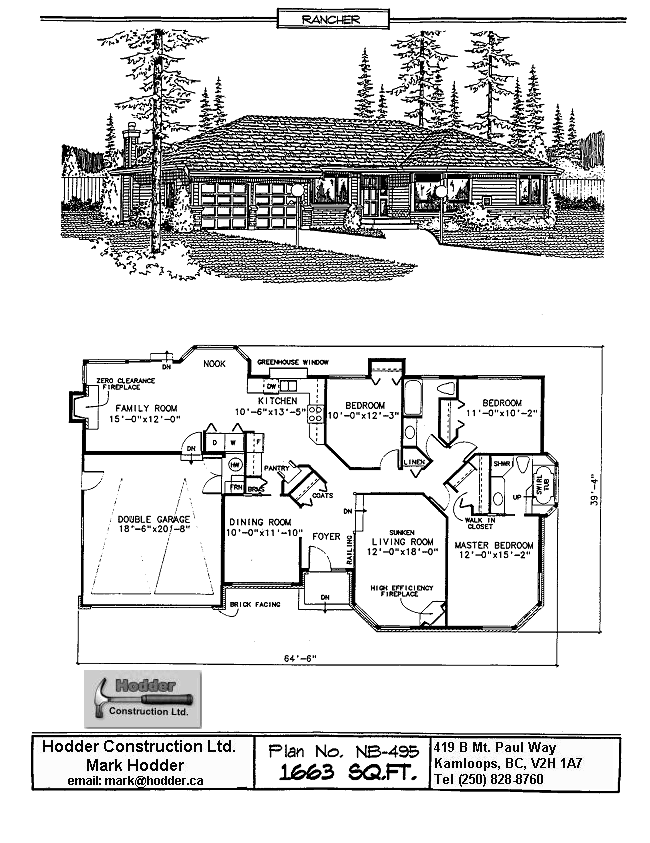 RANCHER
DN
NOOK
GREENHOUSE WINDOW
ZERO CLEARANCE
FIREPLACE
FAMILY ROOM
15'-0"x12'-0"
DW
KITCHEN
10'-6"x13'-5"
BEDROOM
10'-0"x12'-3"
BEDROOM
11'-0"x10'-2"
DN
D
W
F
LINEN
HW
FRN
PANTRY
BRMS
COATS
SHWR
UP
SWIRL
TUB
39'-4"
DOUBLE GARAGE
18'-6"x20'-8"
DINING ROOM
10'-0"x11'-10"
FOYER
DN
RAILING
SUNKEN
LIVING ROOM
12'-0"x18'-0"
WALK IN
CLOSET
MASTER BEDROOM
12'-0"x15'-2"
HIGH EFFICIENCY
FIREPLACE
DN
BRICK FACING
64'-6"
Hodder
Construction Ltd.
Hodder Construction Ltd.
Mark Hodder
email: mark@hodder.ca
Plan No. NB-495
1663 SQ.FT.
419 B Mt. Paul Way
Kamloops, BC, V2H 1A7
Tel (250) 828-8760